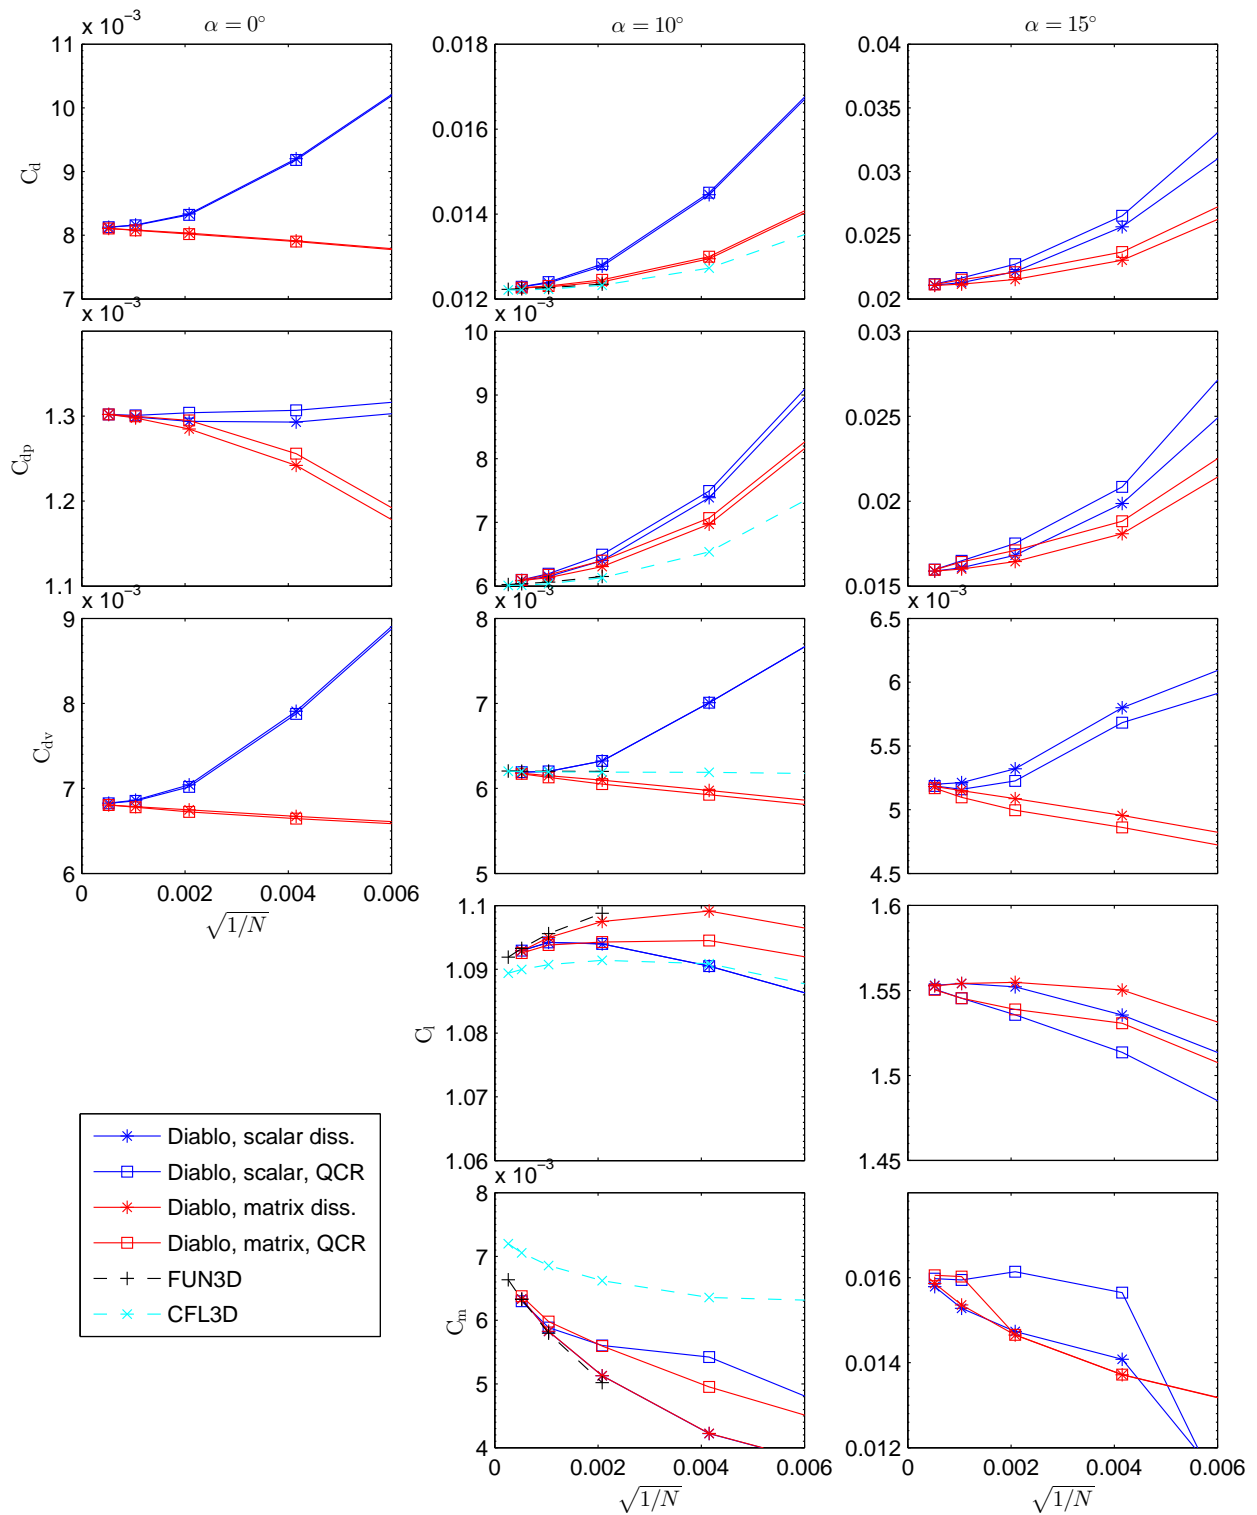 α = 0°
α = 10°
α = 15°
x 10⁻³
11
10
9
8
7
C_d
0.018
0.016
0.014
0.012
0.04
0.035
0.03
0.025
0.02
x 10⁻³
1.3
1.2
1.1
C_dp
x 10⁻³
10
9
8
7
6
0.03
0.025
0.02
0.015
x 10⁻³
9
8
7
6
C_dv
0
0.002
0.004
0.006
√1/N
x 10⁻³
8
7
6
5
x 10⁻³
6.5
6
5.5
5
4.5
1.1
1.09
1.08
1.07
1.06
C_l
1.6
1.55
1.5
1.45
Diablo, scalar diss.
Diablo, scalar, QCR
Diablo, matrix diss.
Diablo, matrix, QCR
FUN3D
CFL3D
x 10⁻³
8
7
6
5
4
C_m
0
0.002
0.004
0.006
√1/N
0.016
0.014
0.012
0
0.002
0.004
0.006
√1/N